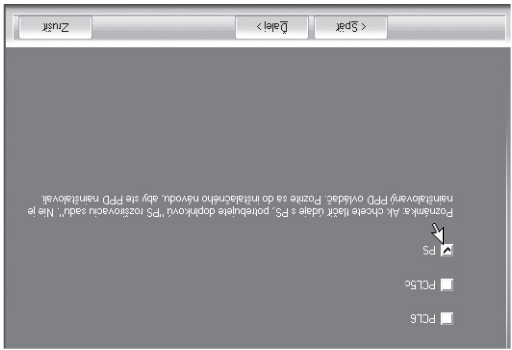 PCL6
PCL5c
PS
Poznámka: Ak chcete tlačiť údaje s PS, potrebujete doplnkovú "PS rozširovaciu sadu". Nie je
nainštalovaný PPD ovládač. Pozrite sa do inštalačného návodu, aby ste PPD nainštalovali.
< Späť
Ďalej >
Zrušiť